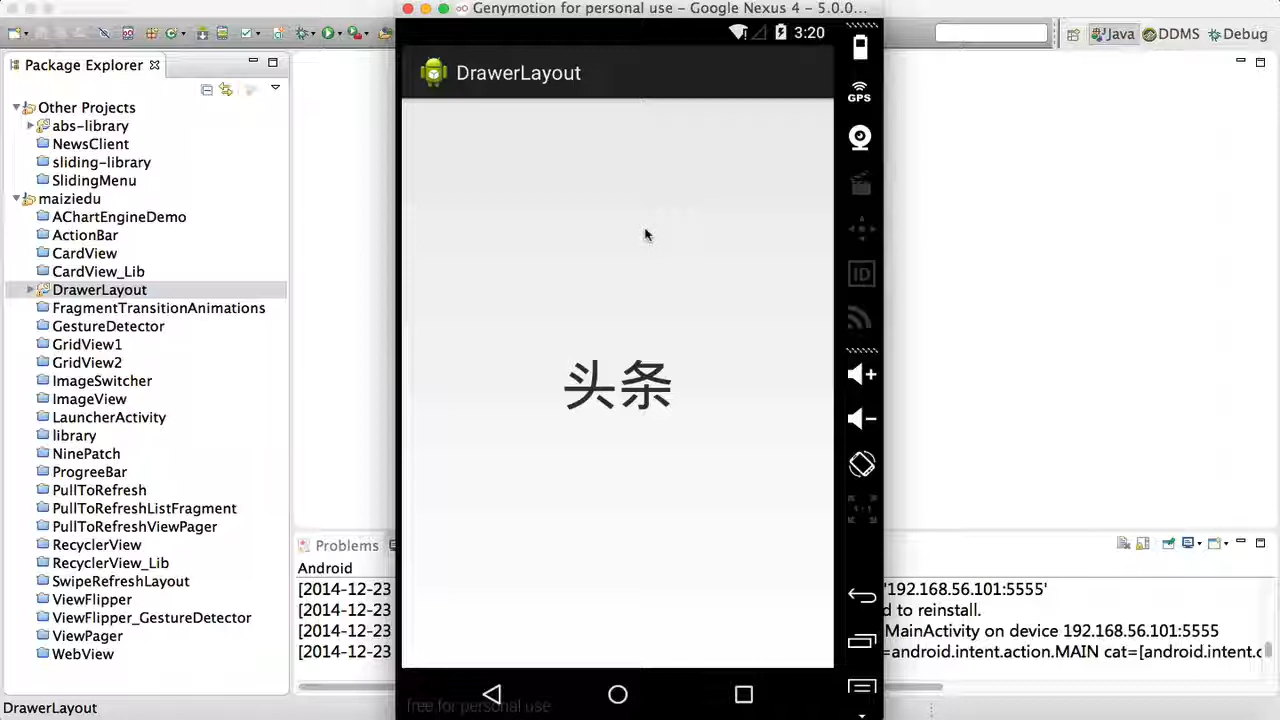 Genymotion for personal use – Google Nexus 4 – 5.0.0...
3:20
Java
DDMS
Debug
Package Explorer
DrawerLayout
GPS
Other Projects
abs-library
NewsClient
sliding-library
SlidingMenu
maiziedu
AChartEngineDemo
ActionBar
CardView
CardView_Lib
DrawerLayout
FragmentTransitionAnimations
GestureDetector
GridView1
GridView2
ImageSwitcher
ImageView
LauncherActivity
library
NinePatch
ProgreeBar
PullToRefresh
PullToRefreshListFragment
PullToRefreshViewPager
RecyclerView
RecyclerView_Lib
SwipeRefreshLayout
ViewFlipper
ViewFlipper_GestureDetector
ViewPager
WebView
头条
ID
Problems
Android
[2014-12-23 '192.168.56.101:5555'
[2014-12-23 d to reinstall.
[2014-12-23 MainActivity on device 192.168.56.101:5555
[2014-12-23 =android.intent.action.MAIN cat=[android.intent.c
free for personal use
DrawerLayout